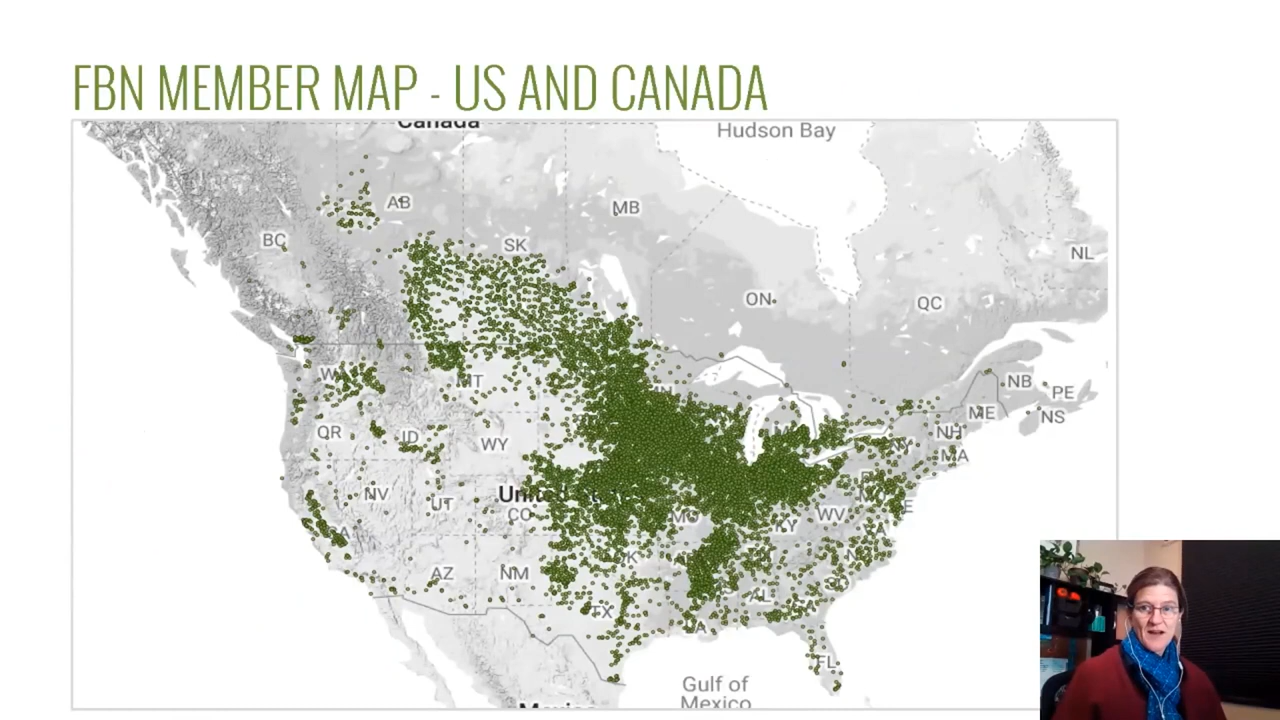 FBN MEMBER MAP - US AND CANADA
Canada
Hudson Bay
AB
MB
BC
SK
NL
ON
QC
MT
NB
PE
ME
NS
OR
ID
WY
NH
NY
MA
NV
UT
CO
MO
KY
WV
AZ
NM
TX
AL
FL
Gulf of
Mexico
Mexico